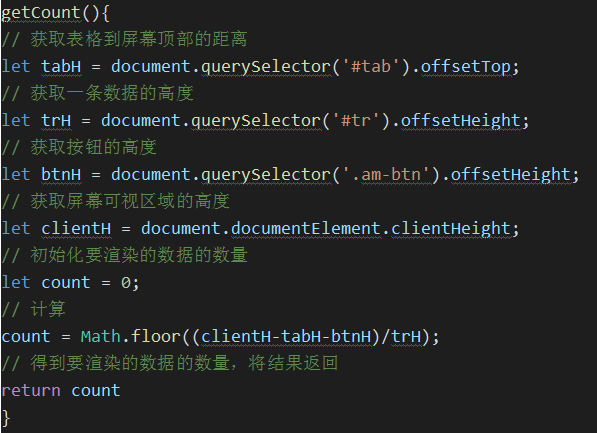 getCount(){
// 获取表格到屏幕顶部的距离
let tabH = document.querySelector('#tab').offsetTop;
// 获取一条数据的高度
let trH = document.querySelector('#tr').offsetHeight;
// 获取按钮的高度
let btnH = document.querySelector('.am-btn').offsetHeight;
// 获取屏幕可视区域的高度
let clientH = document.documentElement.clientHeight;
// 初始化要渲染的数据的数量
let count = 0;
// 计算
count = Math.floor((clientH-tabH-btnH)/trH);
// 得到要渲染的数据的数量，将结果返回
return count
}